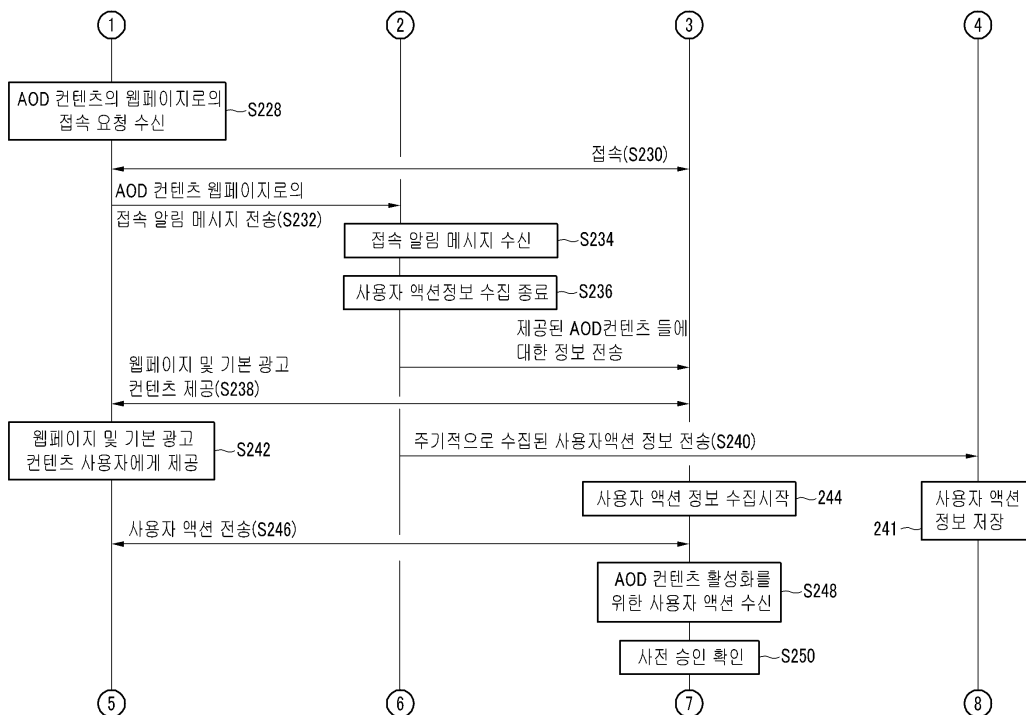 ① ② ③ ④
AOD 컨텐츠의 웹페이지로의
접속 요청 수신
S228
접속(S230)
AOD 컨텐츠 웹페이지로의
접속 알림 메시지 전송(S232)
접속 알림 메시지 수신
S234
사용자 액션정보 수집 종료
S236
제공된 AOD컨텐츠 들에
대한 정보 전송
웹페이지 및 기본 광고
컨텐츠 제공(S238)
웹페이지 및 기본 광고
컨텐츠 사용자에게 제공
S242
주기적으로 수집된 사용자액션 정보 전송(S240)
사용자 액션 정보 수집시작
244
사용자 액션
정보 저장
241
사용자 액션 전송(S246)
AOD 컨텐츠 활성화를
위한 사용자 액션 수신
S248
사전 승인 확인
S250
⑤ ⑥ ⑦ ⑧